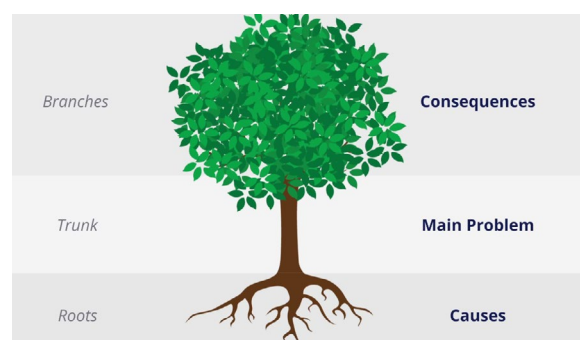 Branches
Consequences
Trunk
Main Problem
Roots
Causes